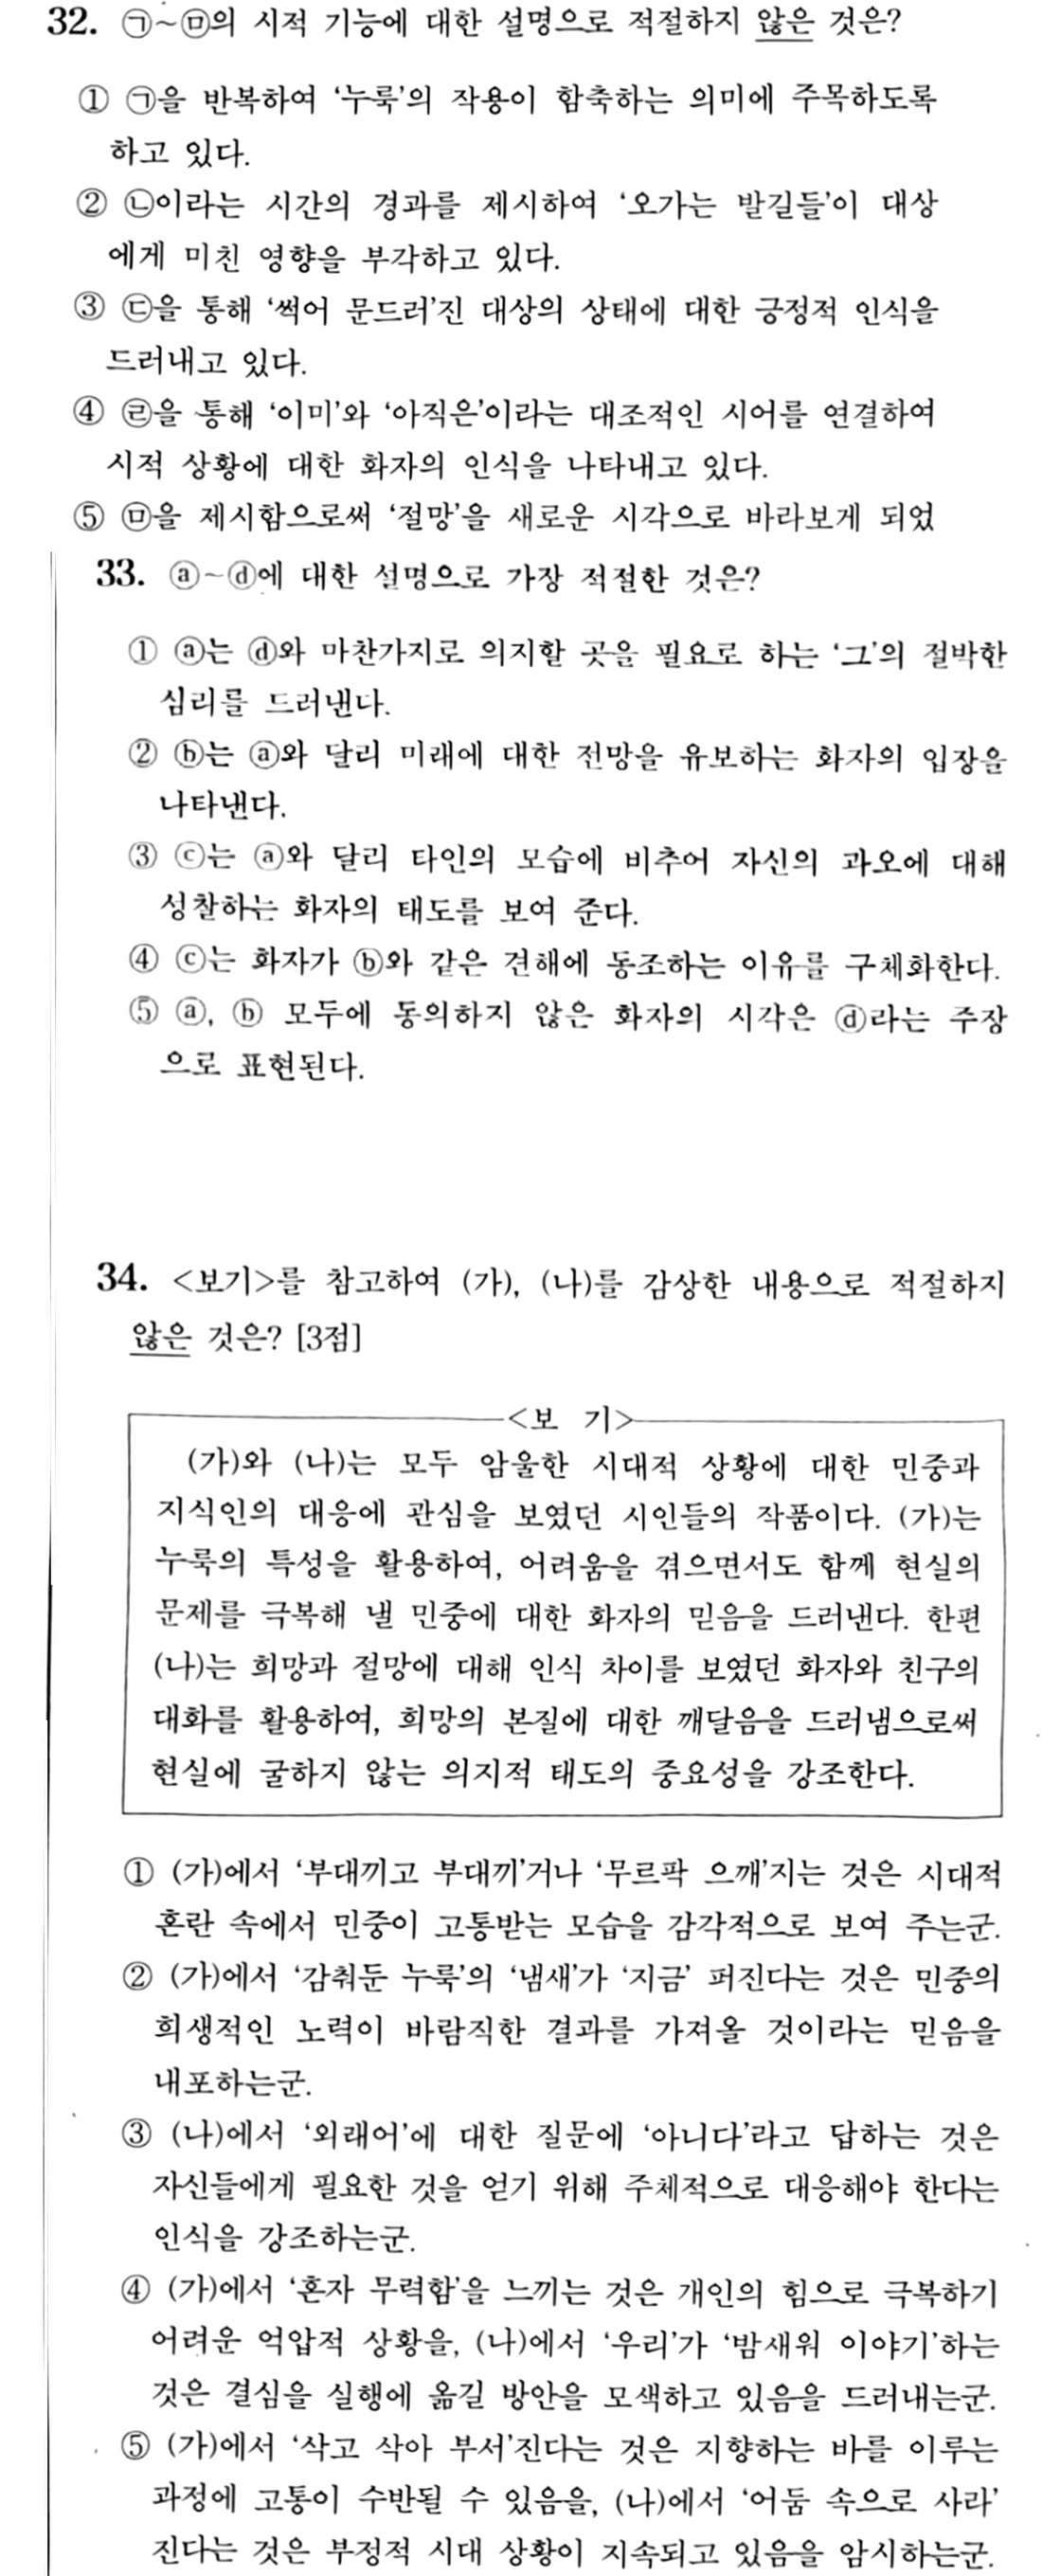 32. ㉠~㉤의 시적 기능에 대한 설명으로 적절하지 않은 것은?
① ㉠을 반복하여 ‘누룩’의 작용이 함축하는 의미에 주목하도록
하고 있다.
② ㉡이라는 시간의 경과를 제시하여 ‘오가는 발길들’이 대상
에게 미친 영향을 부각하고 있다.
③ ㉢을 통해 ‘썩어 문드러’진 대상의 상태에 대한 긍정적 인식을
드러내고 있다.
④ ㉣을 통해 ‘이미’와 ‘아직은’이라는 대조적인 시어를 연결하여
시적 상황에 대한 화자의 인식을 나타내고 있다.
⑤ ㉤을 제시함으로써 ‘절망’을 새로운 시각으로 바라보게 되었
33. ⓐ~ⓓ에 대한 설명으로 가장 적절한 것은?
① ⓐ는 ⓓ와 마찬가지로 의지할 곳을 필요로 하는 ‘그’의 절박한
심리를 드러낸다.
② ⓑ는 ⓐ와 달리 미래에 대한 전망을 유보하는 화자의 입장을
나타낸다.
③ ⓒ는 ⓐ와 달리 타인의 모습에 비추어 자신의 과오에 대해
성찰하는 화자의 태도를 보여 준다.
④ ⓒ는 화자가 ⓑ와 같은 견해에 동조하는 이유를 구체화한다.
⑤ ⓐ, ⓑ 모두에 동의하지 않은 화자의 시각은 ⓓ라는 주장
으로 표현된다.
34. <보기>를 참고하여 (가), (나)를 감상한 내용으로 적절하지
않은 것은? [3점]
<보 기>
(가)와 (나)는 모두 암울한 시대적 상황에 대한 민중과
지식인의 대응에 관심을 보였던 시인들의 작품이다. (가)는
누룩의 특성을 활용하여, 어려움을 겪으면서도 함께 현실의
문제를 극복해 낼 민중에 대한 화자의 믿음을 드러낸다. 한편
(나)는 희망과 절망에 대해 인식 차이를 보였던 화자와 친구의
대화를 활용하여, 희망의 본질에 대한 깨달음을 드러냄으로써
현실에 굴하지 않는 의지적 태도의 중요성을 강조한다.
① (가)에서 ‘부대끼고 부대끼’거나 ‘무르팍 으깨’지는 것은 시대적
혼란 속에서 민중이 고통받는 모습을 감각적으로 보여 주는군.
② (가)에서 ‘감춰둔 누룩’의 ‘냄새’가 ‘지금’ 퍼진다는 것은 민중의
희생적인 노력이 바람직한 결과를 가져올 것이라는 믿음을
내포하는군.
③ (나)에서 ‘외래어’에 대한 질문에 ‘아니다’라고 답하는 것은
자신들에게 필요한 것을 얻기 위해 주체적으로 대응해야 한다는
인식을 강조하는군.
④ (가)에서 ‘혼자 무력함’을 느끼는 것은 개인의 힘으로 극복하기
어려운 억압적 상황을, (나)에서 ‘우리’가 ‘밤새워 이야기’하는
것은 결심을 실행에 옮길 방안을 모색하고 있음을 드러내는군.
⑤ (가)에서 ‘삭고 삭아 부서’진다는 것은 지향하는 바를 이루는
과정에 고통이 수반될 수 있음을, (나)에서 ‘어둠 속으로 사라’
진다는 것은 부정적 시대 상황이 지속되고 있음을 암시하는군.